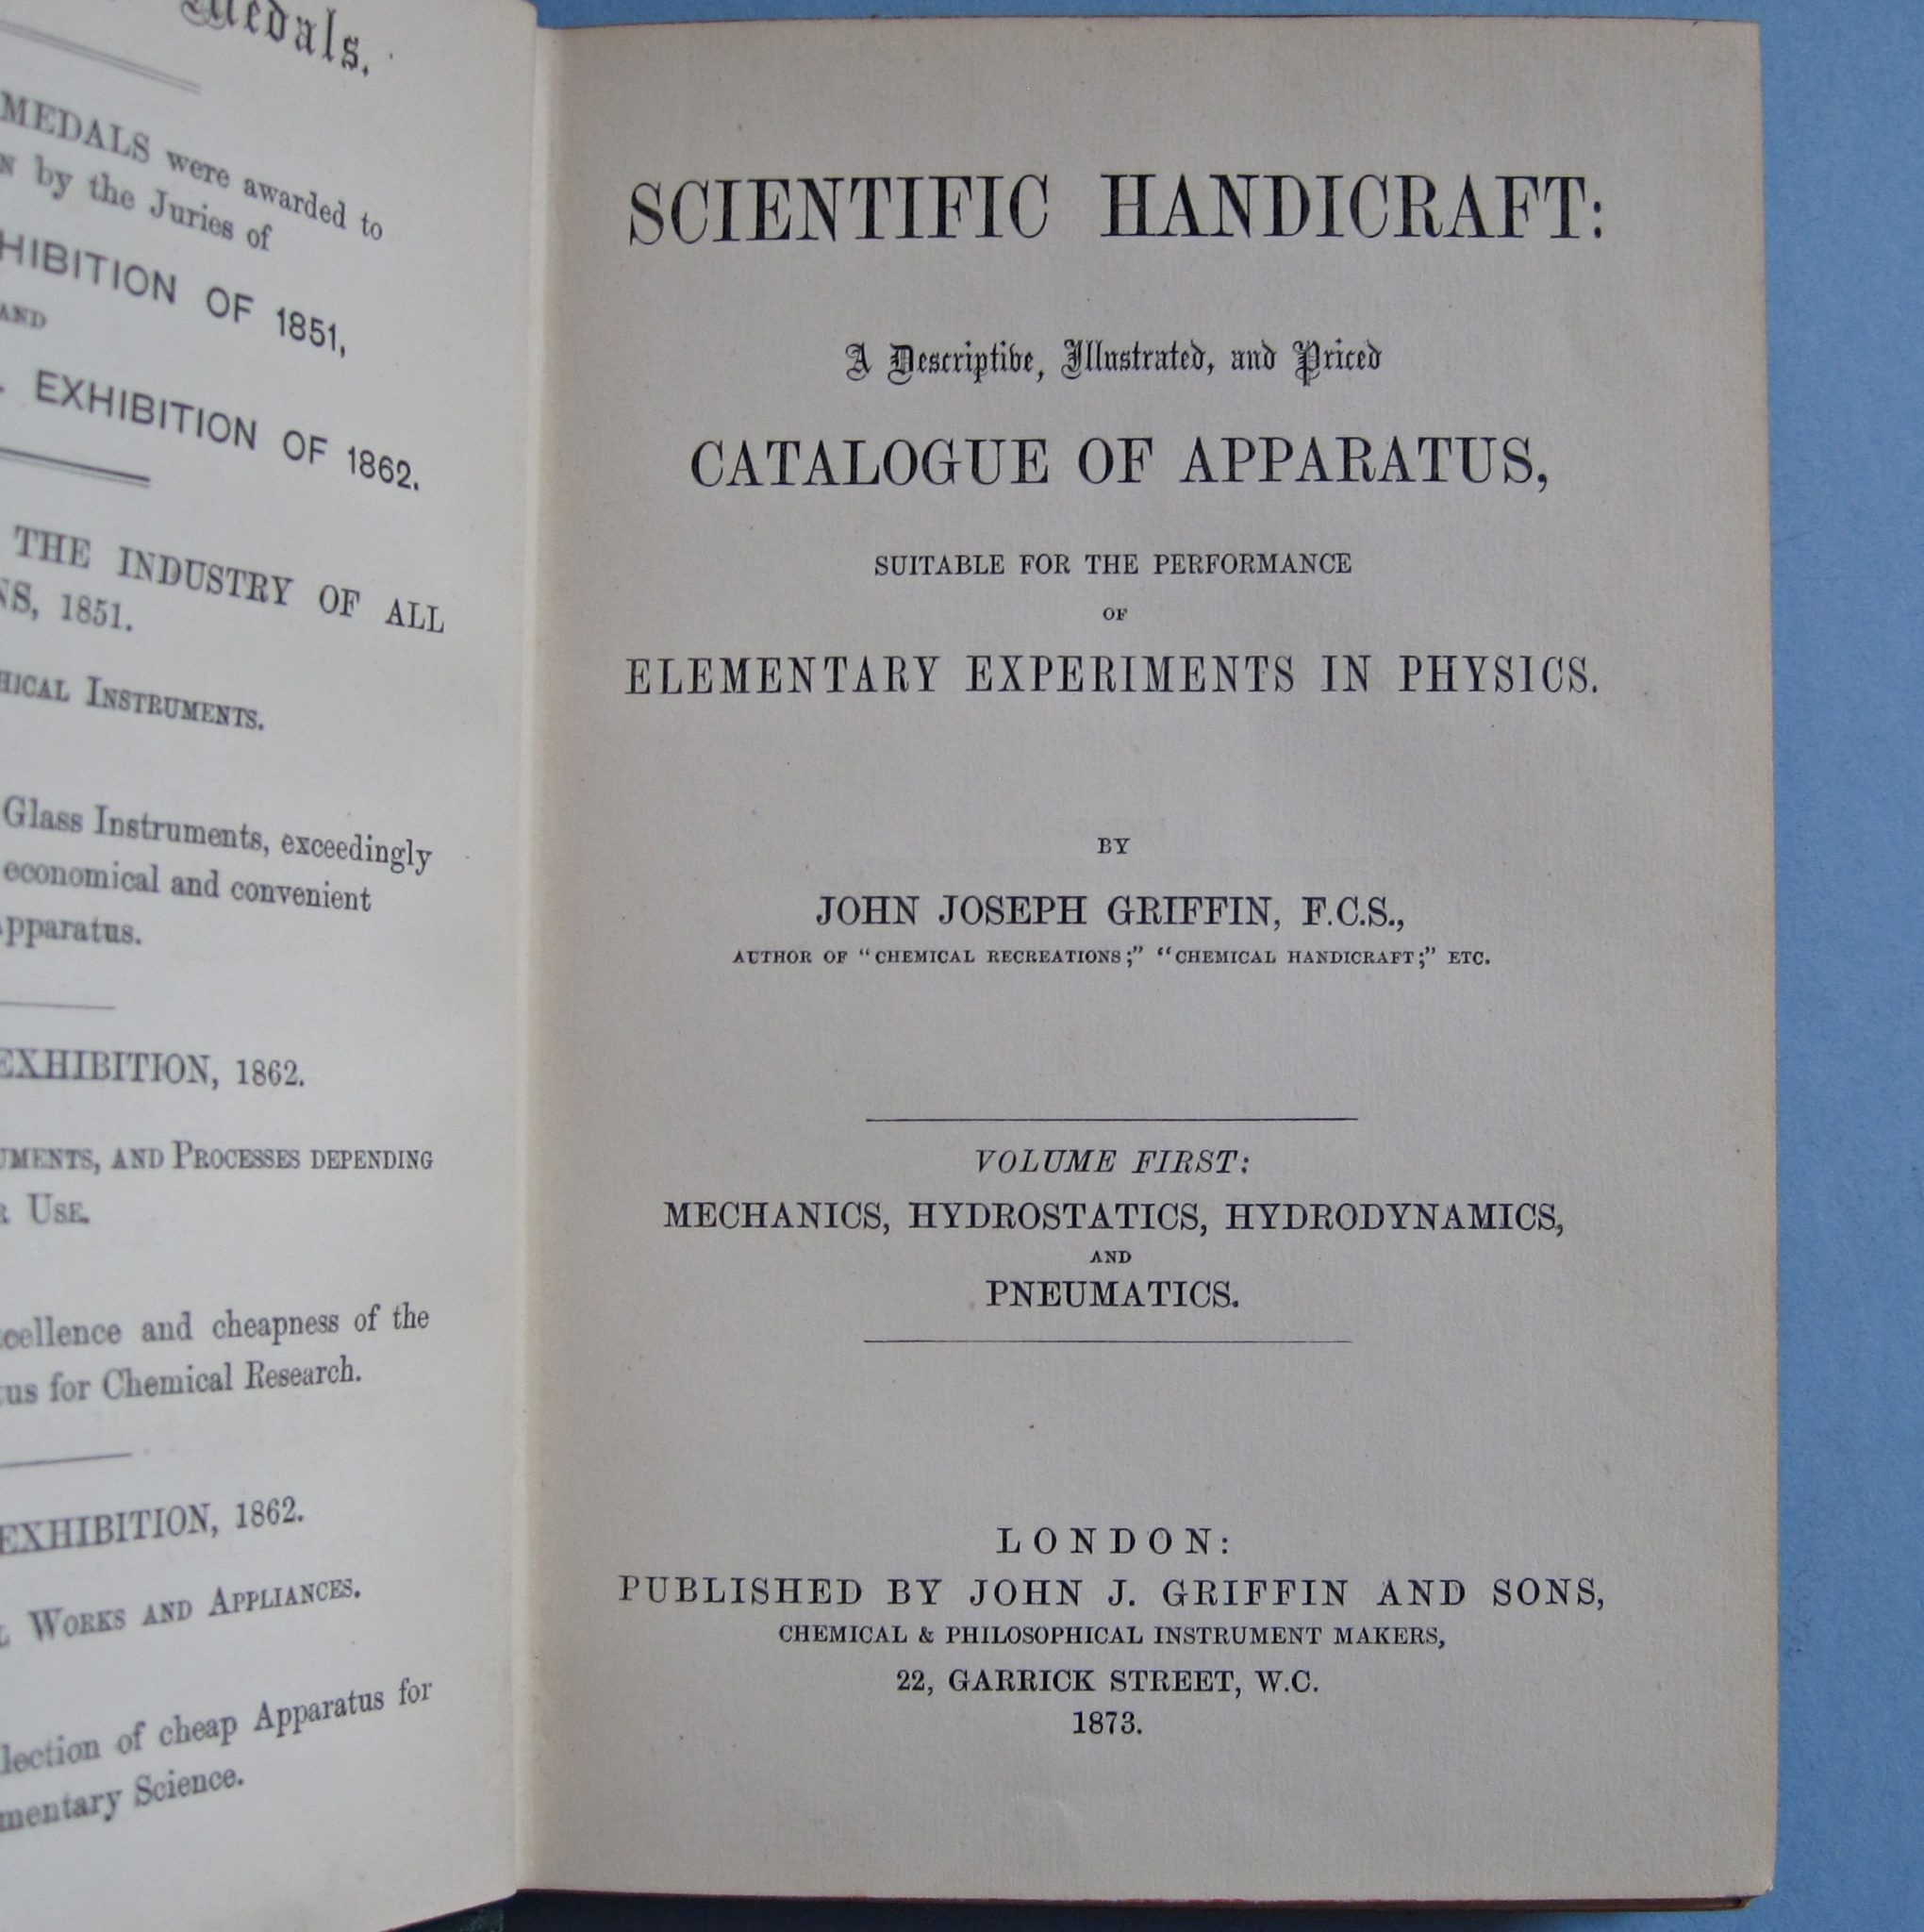 Medals.
MEDALS were awarded to
by the Juries of
OF 1851,
AND
EXHIBITION OF 1862.
THE INDUSTRY OF ALL
1851.
INSTRUMENTS.
Glass Instruments, exceedingly
economical and convenient
EXHIBITION, 1862.
AND PROCESSES DEPENDING
USE.
and cheapness of the
for Chemical Research.
EXHIBITION, 1862.
WORKS AND APPLIANCES.
of cheap Apparatus for
Science.
SCIENTIFIC HANDICRAFT:
A Descriptive, Illustrated, and Priced
CATALOGUE OF APPARATUS,
SUITABLE FOR THE PERFORMANCE
OF
ELEMENTARY EXPERIMENTS IN PHYSICS.
BY
JOHN JOSEPH GRIFFIN, F.C.S.,
AUTHOR OF "CHEMICAL RECREATIONS;" "CHEMICAL HANDICRAFT;" ETC.
VOLUME FIRST:
MECHANICS, HYDROSTATICS, HYDRODYNAMICS,
AND
PNEUMATICS.
LONDON:
PUBLISHED BY JOHN J. GRIFFIN AND SONS,
CHEMICAL & PHILOSOPHICAL INSTRUMENT MAKERS,
22, GARRICK STREET, W.C.
1873.